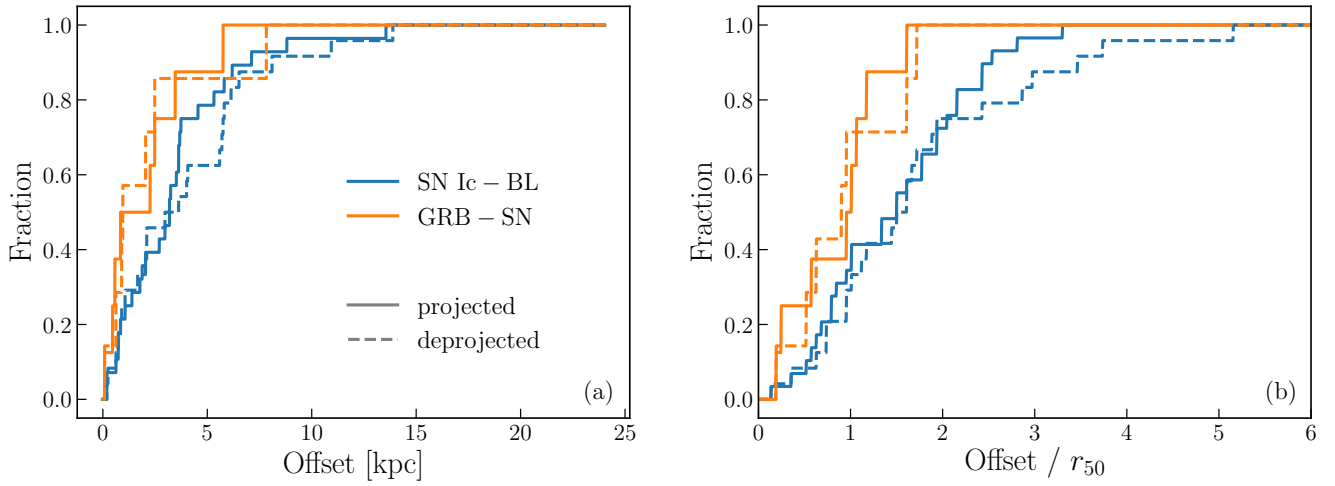 1.0
0.8
0.6
0.4
0.2
0.0
Fraction
SN Ic – BL
GRB – SN
projected
deprojected
(a)
0 5 10 15 20 25
Offset [kpc]
1.0
0.8
0.6
0.4
0.2
0.0
Fraction
(b)
0 1 2 3 4 5 6
Offset / r50